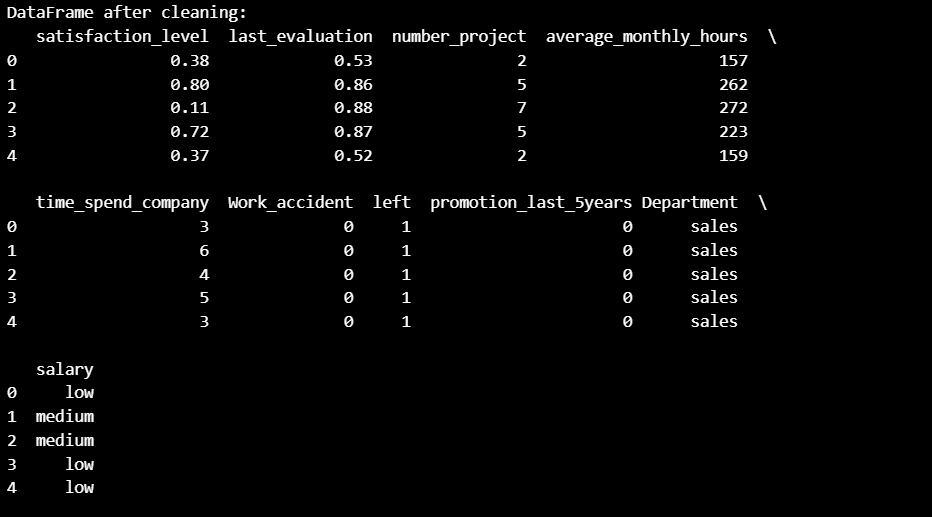 DataFrame after cleaning:
   satisfaction_level  last_evaluation  number_project  average_monthly_hours  \
0                0.38             0.53               2                    157
1                0.80             0.86               5                    262
2                0.11             0.88               7                    272
3                0.72             0.87               5                    223
4                0.37             0.52               2                    159
   time_spend_company  Work_accident  left  promotion_last_5years Department  \
0                   3              0     1                      0      sales
1                   6              0     1                      0      sales
2                   4              0     1                      0      sales
3                   5              0     1                      0      sales
4                   3              0     1                      0      sales
   salary
0     low
1  medium
2  medium
3     low
4     low